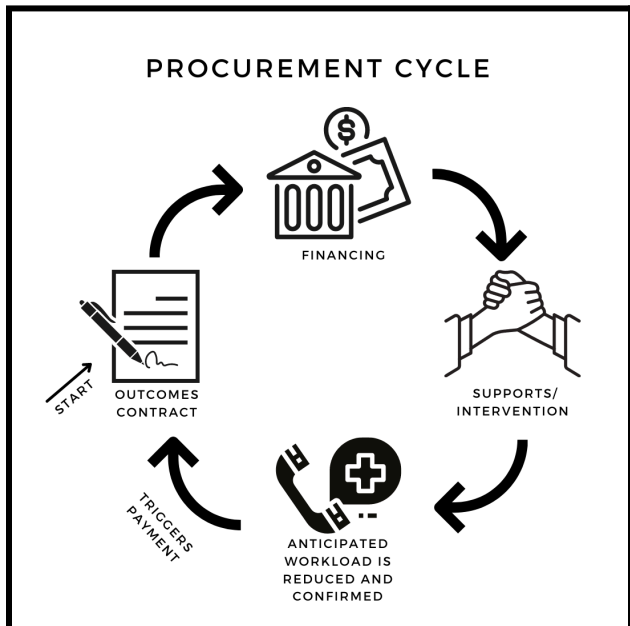 PROCUREMENT CYCLE
FINANCING
SUPPORTS/
INTERVENTION
ANTICIPATED
WORKLOAD IS
REDUCED AND
CONFIRMED
TRIGGERS
PAYMENT
START
OUTCOMES
CONTRACT